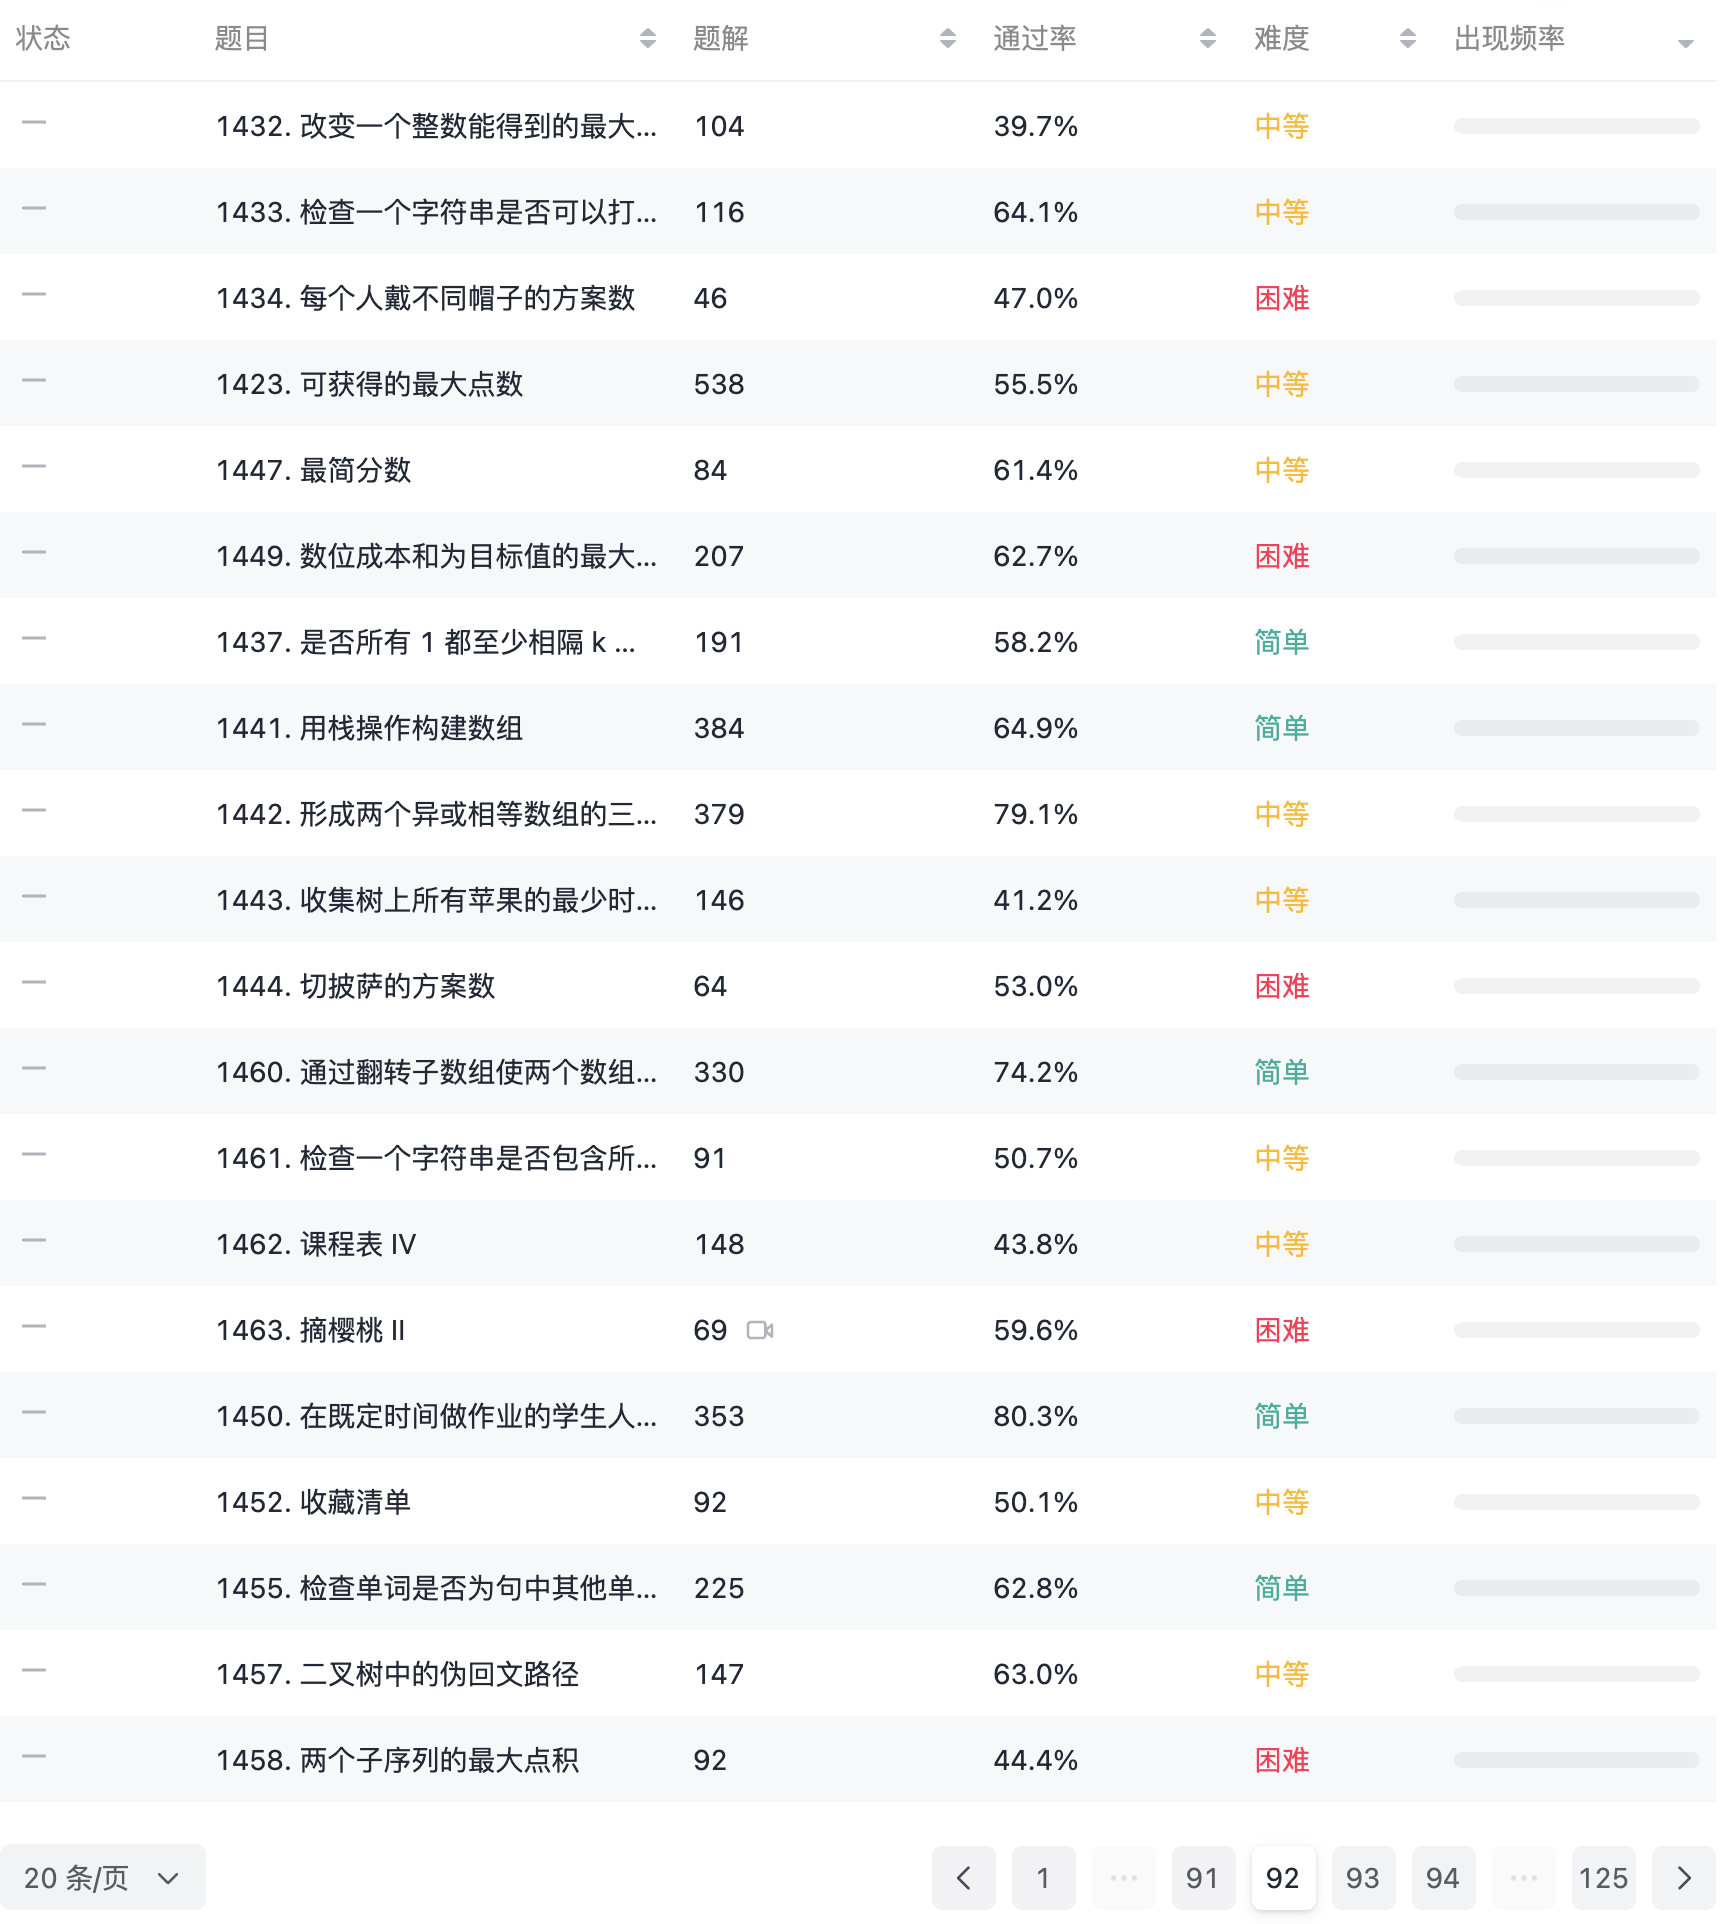 状态 题目 题解 通过率 难度 出现频率
1432. 改变一个整数能得到的最大... 104 39.7% 中等
1433. 检查一个字符串是否可以打... 116 64.1% 中等
1434. 每个人戴不同帽子的方案数 46 47.0% 困难
1423. 可获得的最大点数 538 55.5% 中等
1447. 最简分数 84 61.4% 中等
1449. 数位成本和为目标值的最大... 207 62.7% 困难
1437. 是否所有 1 都至少相隔 k ... 191 58.2% 简单
1441. 用栈操作构建数组 384 64.9% 简单
1442. 形成两个异或相等数组的三... 379 79.1% 中等
1443. 收集树上所有苹果的最少时... 146 41.2% 中等
1444. 切披萨的方案数 64 53.0% 困难
1460. 通过翻转子数组使两个数组... 330 74.2% 简单
1461. 检查一个字符串是否包含所... 91 50.7% 中等
1462. 课程表 IV 148 43.8% 中等
1463. 摘樱桃 II 69 59.6% 困难
1450. 在既定时间做作业的学生人... 353 80.3% 简单
1452. 收藏清单 92 50.1% 中等
1455. 检查单词是否为句中其他单... 225 62.8% 简单
1457. 二叉树中的伪回文路径 147 63.0% 中等
1458. 两个子序列的最大点积 92 44.4% 困难
20 条/页 1 ... 91 92 93 94 ... 125